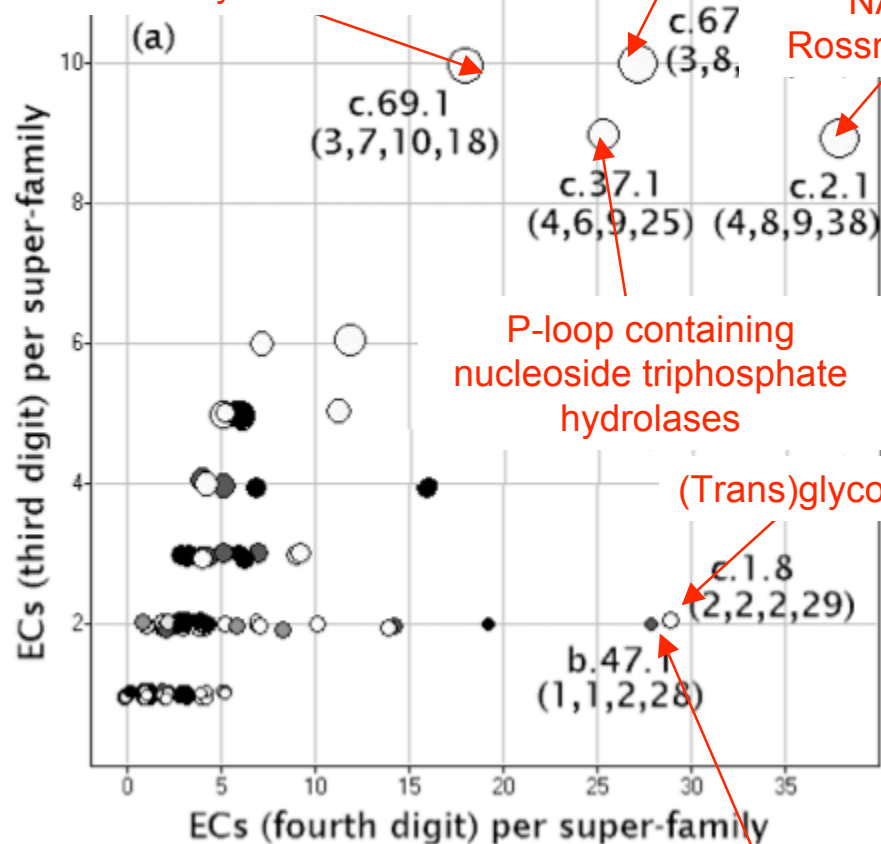 NA
Rossr
(a)
c.67
(3,8,
c.69.1
(3,7,10,18)
c.37.1
(4,6,9,25)
c.2.1
(4,8,9,38)
P-loop containing
nucleoside triphosphate
hydrolases
(Trans)glyco
c.1.8
(2,2,2,29)
b.47.1
(1,1,2,28)
10
8
6
4
2
0
5
10
15
20
25
30
35
ECs (third digit) per super-family
ECs (fourth digit) per super-family